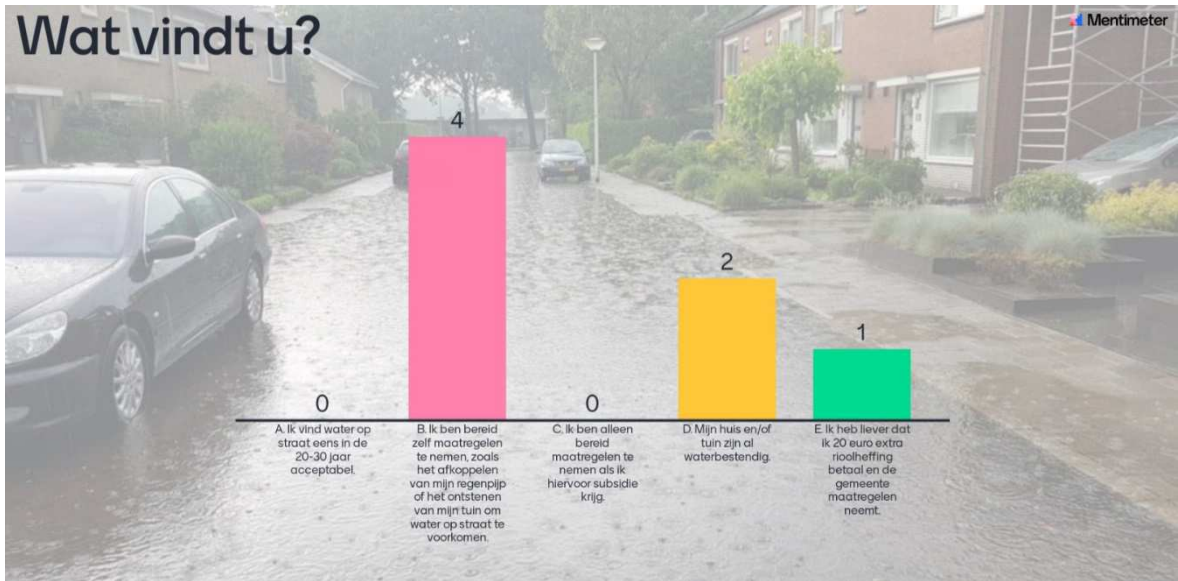 Wat vindt u?
Mentimeter
4
2
1
0
0
A. Ik vind water op
straat eens in de
20-30 jaar
acceptabel.
B. Ik ben bereid
zelf maatregelen
te nemen, zoals
het afkoppelen
van mijn regenpijp
of het ontstenen
van mijn tuin om
water op straat te
voorkomen.
C. Ik ben alleen
bereid
maatregelen te
nemen als ik
hiervoor subsidie
krijg.
D. Mijn huis en/of
tuin zijn al
waterbestendig.
E. Ik heb liever dat
ik 20 euro extra
rioolheffing
betaal en de
gemeente
maatregelen
neemt.